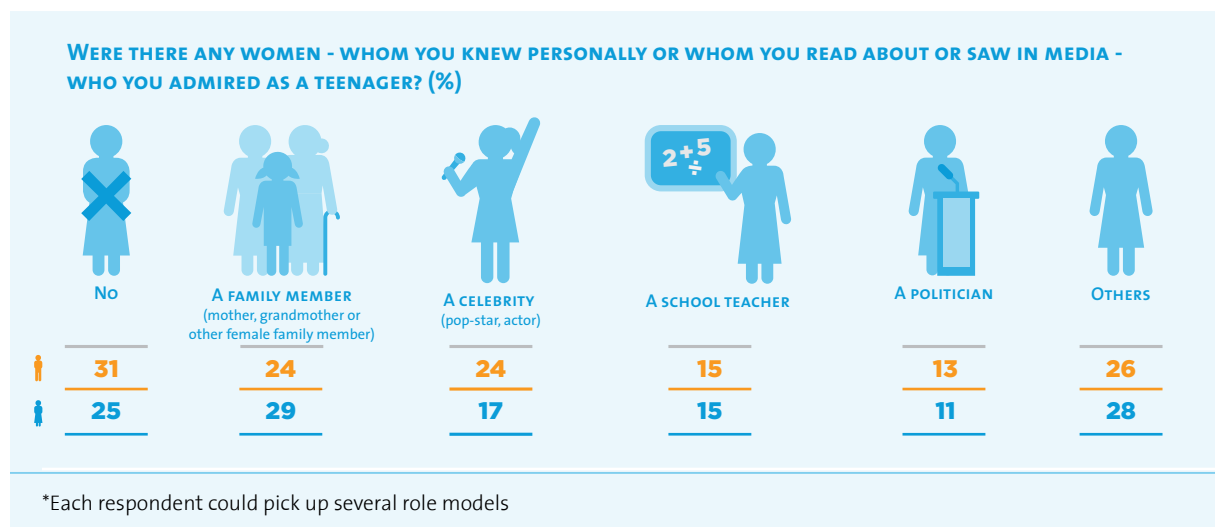 Were there any women - whom you knew personally or whom you read about or saw in media -
who you admired as a teenager? (%)
2+5
÷
No
A family member
(mother, grandmother or
other female family member)
A celebrity
(pop-star, actor)
A school teacher
A politician
Others
31 24 24 15 13 26
25 29 17 15 11 28
*Each respondent could pick up several role models